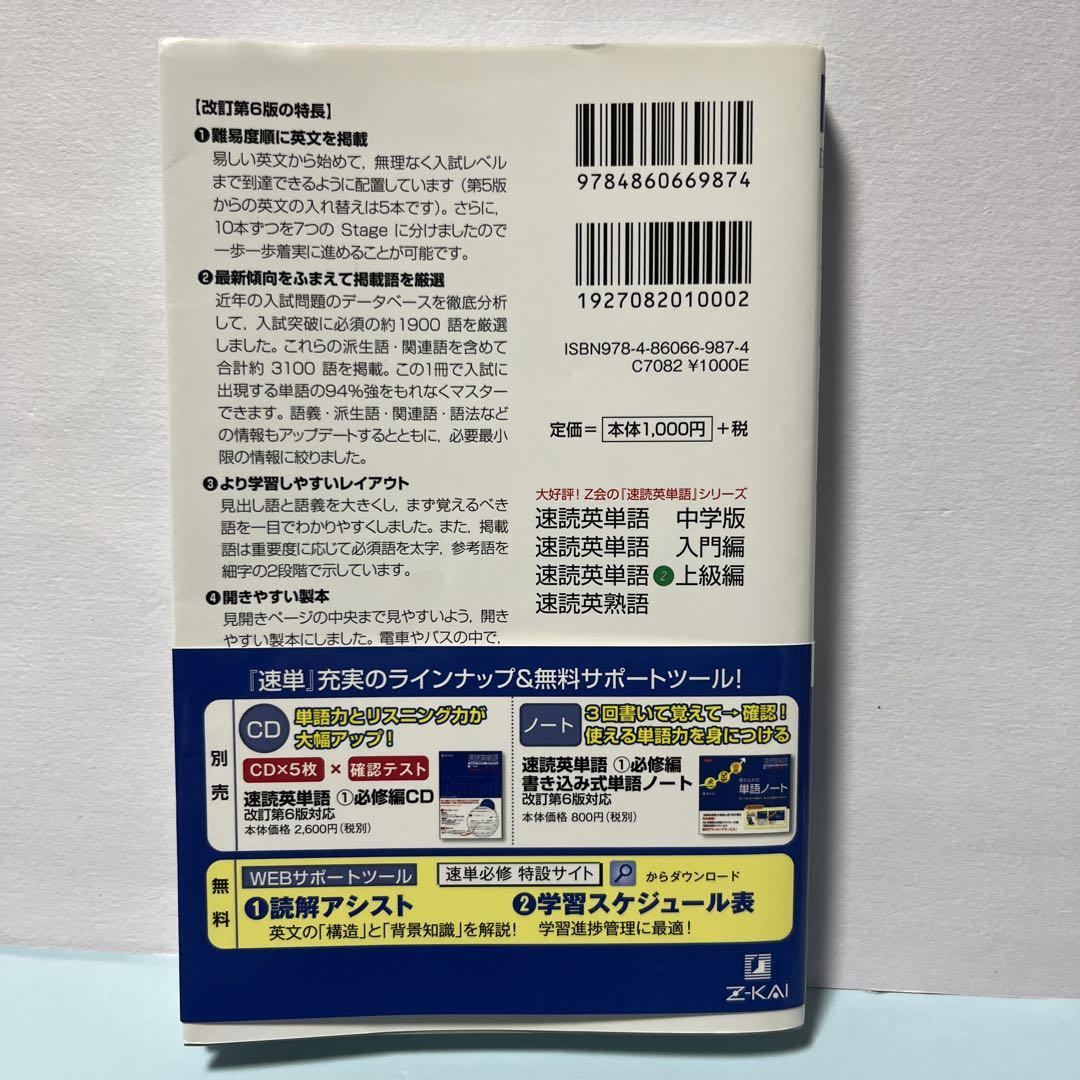 【改訂第6版の特長】
❶難易度順に英文を掲載
易しい英文から始めて，無理なく入試レベル
まで到達できるように配置しています（第5版
からの英文の入れ替えは5本です）。さらに，
10本ずつを7つの Stage に分けましたので
一歩一歩着実に進めることが可能です。
❷最新傾向をふまえて掲載語を厳選
近年の入試問題のデータベースを徹底分析
して，入試突破に必須の約1900 語を厳選
しました。これらの派生語・関連語を含めて
合計約 3100 語を掲載。この1冊で入試に
出現する単語の94%強をもれなくマスター
できます。語義・派生語・関連語・語法など
の情報もアップデートするとともに，必要最小
限の情報に絞りました。
❸より学習しやすいレイアウト
見出し語と語義を大きくし，まず覚えるべき
語を一目でわかりやすくしました。また，掲載
語は重要度に応じて必須語を太字，参考語を
細字の2段階で示しています。
❹開きやすい製本
見開きページの中央まで見やすいよう，開き
やすい製本にしました。電車やバスの中で，
9784860669874
1927082010002
ISBN978-4-86066-987-4
C7082 ¥1000E
定価＝ 本体1,000円 ＋税
大好評！Z会の『速読英単語』シリーズ
速読英単語 中学版
速読英単語 入門編
速読英単語 2 上級編
速読英熟語
『速単』充実のラインナップ&無料サポートツール！
別売
CD 単語力とリスニング力が
大幅アップ！
CD×5枚 × 確認テスト
速読英単語 ①必修編CD
改訂第6版対応
本体価格 2,600円（税別）
ノート 3回書いて覚えて→確認！
使える単語力を身につける
速読英単語 ①必修編
書き込み式単語ノート
改訂第6版対応
本体価格 800円（税別）
速読英単語
速読英単語
単語ノート
無料
WEBサポートツール 速単必修 特設サイト からダウンロード
❶読解アシスト
英文の「構造」と「背景知識」を解説！
❷学習スケジュール表
学習進捗管理に最適！
Z-KAI